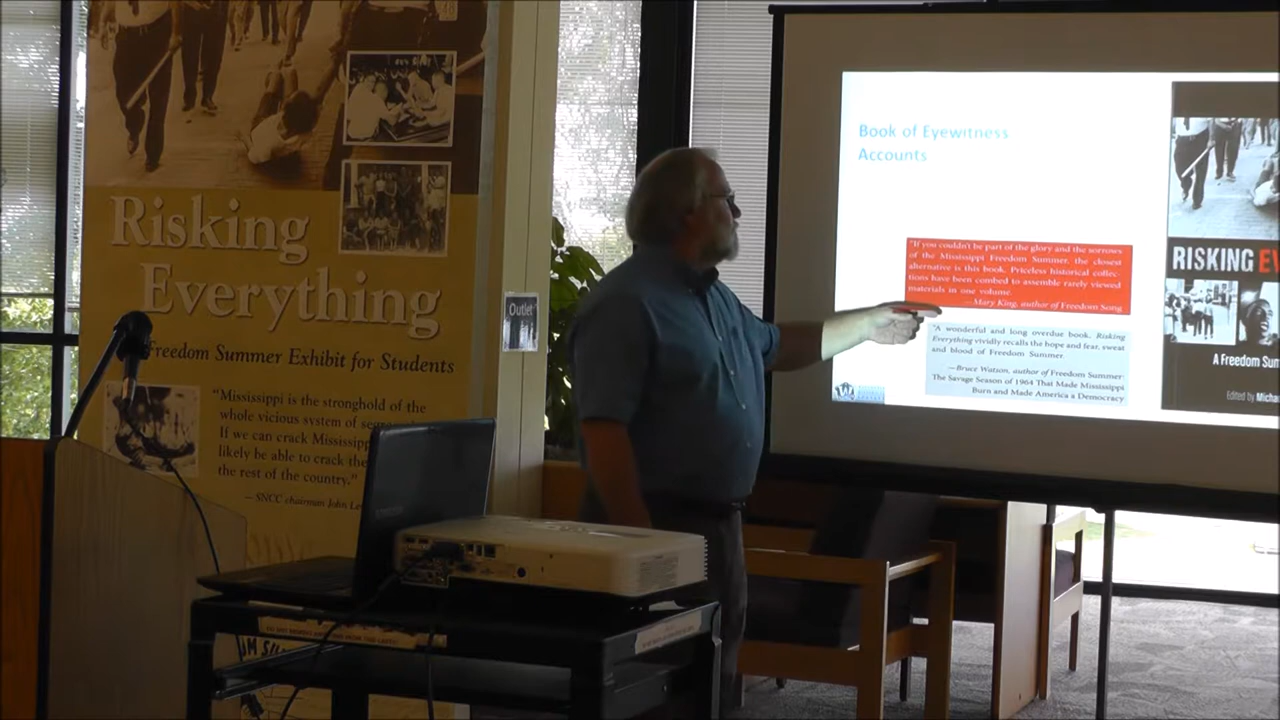 Risking
Everything
Freedom Summer Exhibit for Students
"Mississippi is the stronghold of the
whole vicious system of
If we can crack
likely be able to crack
the rest of the country."
—SNCC chairman John
Outlet
Book of Eyewitness
Accounts
"If you couldn't be part of the glory and the sorrows
of the Mississippi Freedom Summer, the closest
alternative is this book. Priceless historical collec-
tions have been combed to assemble rarely viewed
materials in one volume.
—Mary King, author of Freedom Song
"A wonderful and long overdue book, Risking
Everything vividly recalls the hope and fear, sweat
and blood of Freedom Summer.
—Bruce Watson, author of Freedom Summer:
The Savage Season of 1964 That Made Mississippi
Burn and Made America a Democracy
RISKING EV
A Freedom Sum
Edited by Micha